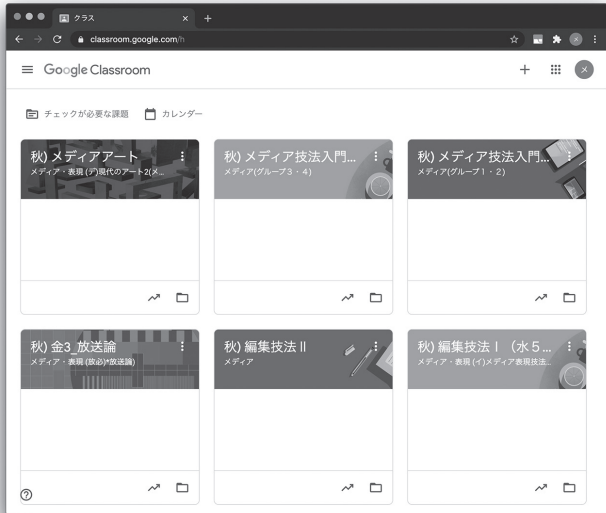 クラス
classroom.google.com/h
Google Classroom
メ
チェックが必要な課題
カレンダー
秋) メディアアート
メディア・表現 (デ)現代のアート2(メ...
秋) メディア技法入門...
メディア(グループ3・4)
秋) メディア技法入門...
メディア(グループ1・2)
秋) 金3_放送論
メディア・表現 (放必)*放送論)
秋) 編集技法Ⅱ
メディア
秋) 編集技法Ⅰ（水５...
メディア・表現 (イ)メディア表現技法...